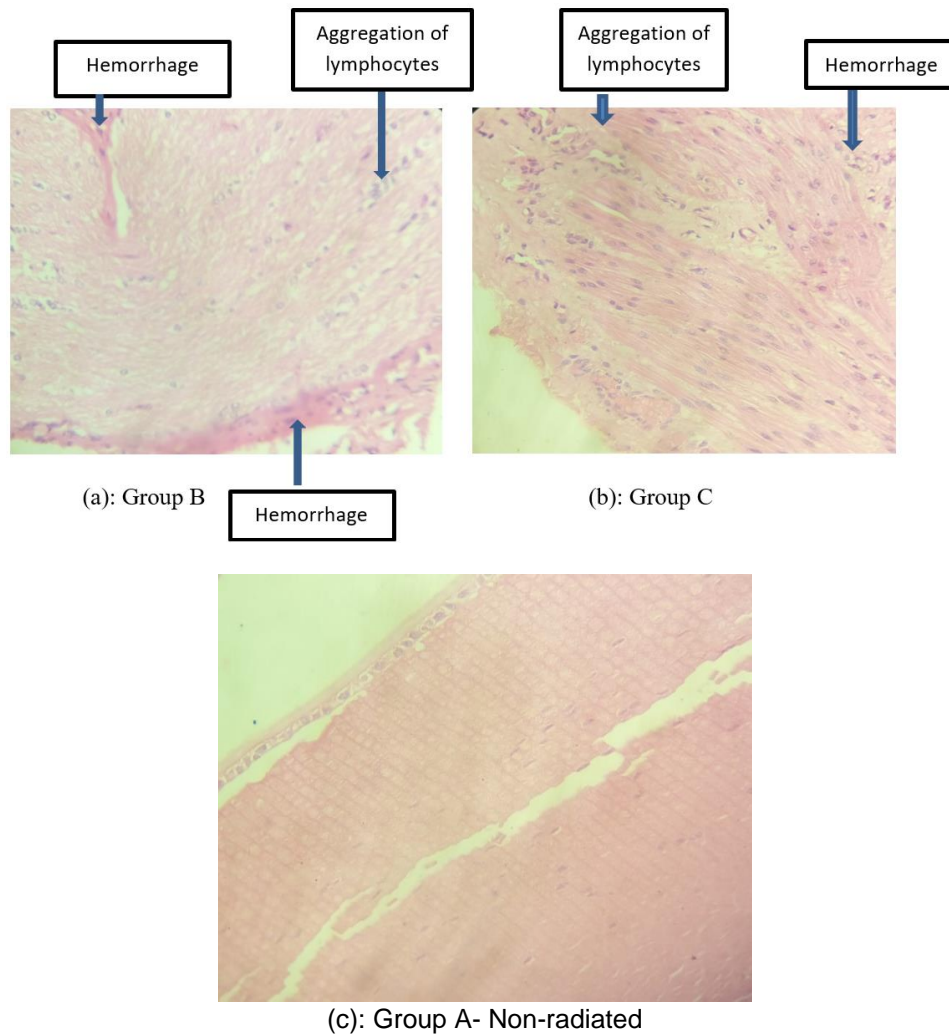 Hemorrhage
Aggregation of
lymphocytes
Aggregation of
lymphocytes
Hemorrhage
(a): Group B
(b): Group C
Hemorrhage
(c): Group A- Non-radiated